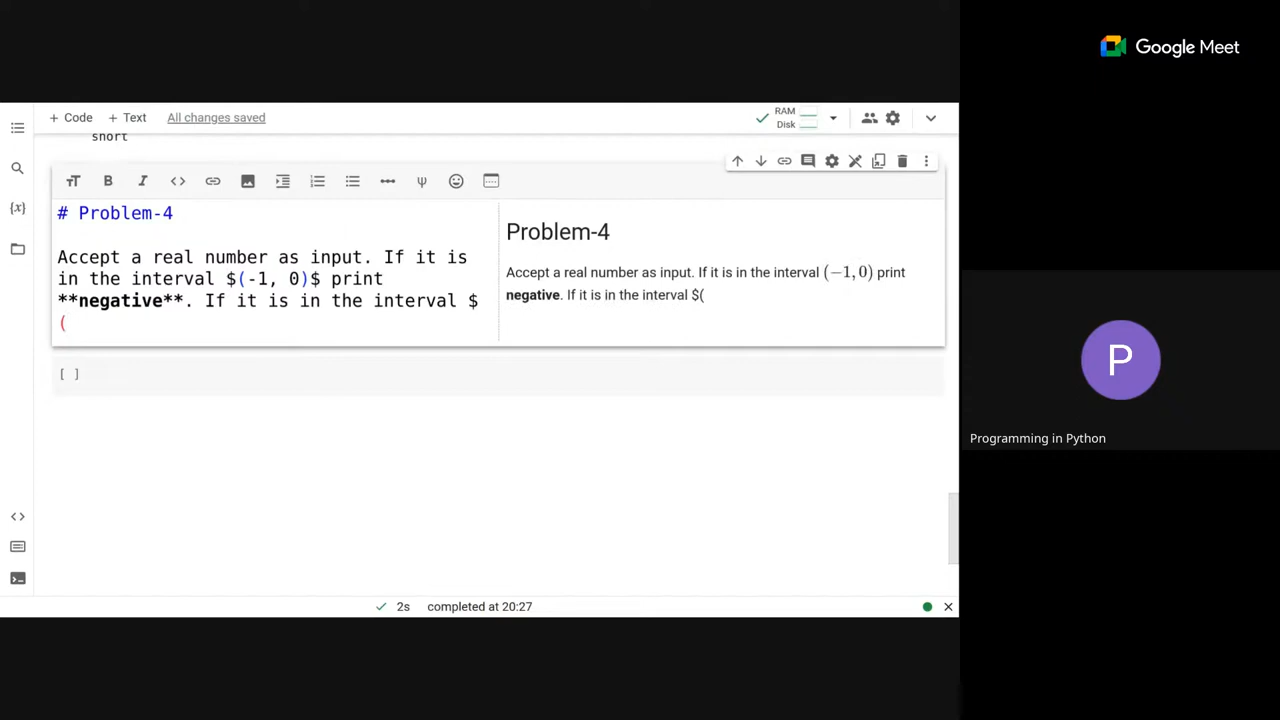 Google Meet
+ Code + Text All changes saved RAM
Disk
short
# Problem-4
Accept a real number as input. If it is
in the interval $(-1, 0)$ print
**negative**. If it is in the interval $
(
Problem-4
Accept a real number as input. If it is in the interval (−1, 0) print
negative. If it is in the interval $(
[ ]
P
Programming in Python
2s completed at 20:27